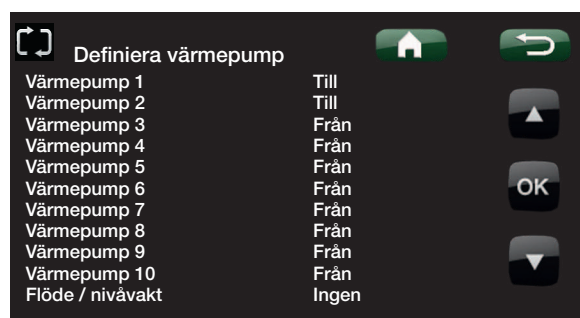 Definiera värmepump
Värmepump 1 Till
Värmepump 2 Till
Värmepump 3 Från
Värmepump 4 Från
Värmepump 5 Från
Värmepump 6 Från
Värmepump 7 Från
Värmepump 8 Från
Värmepump 9 Från
Värmepump 10 Från
Flöde / nivåvakt Ingen
OK